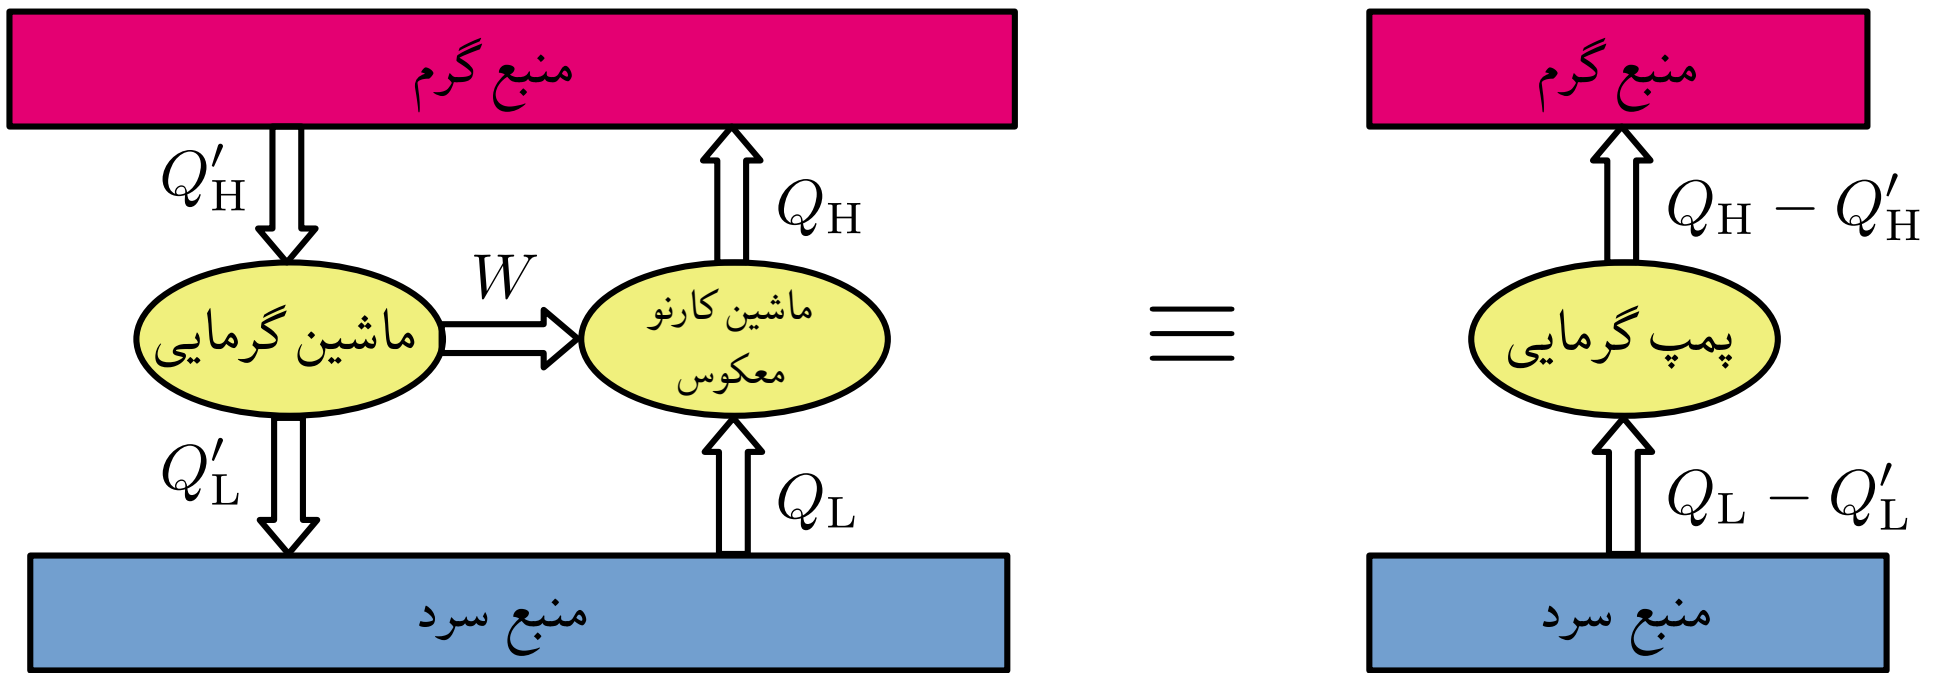 منبع گرم
منبع گرم
Q′H
QH
QH − Q′H
W
ماشین گرمایی
ماشین کارنو
معکوس
≡
پمپ گرمایی
Q′L
QL
QL − Q′L
منبع سرد
منبع سرد